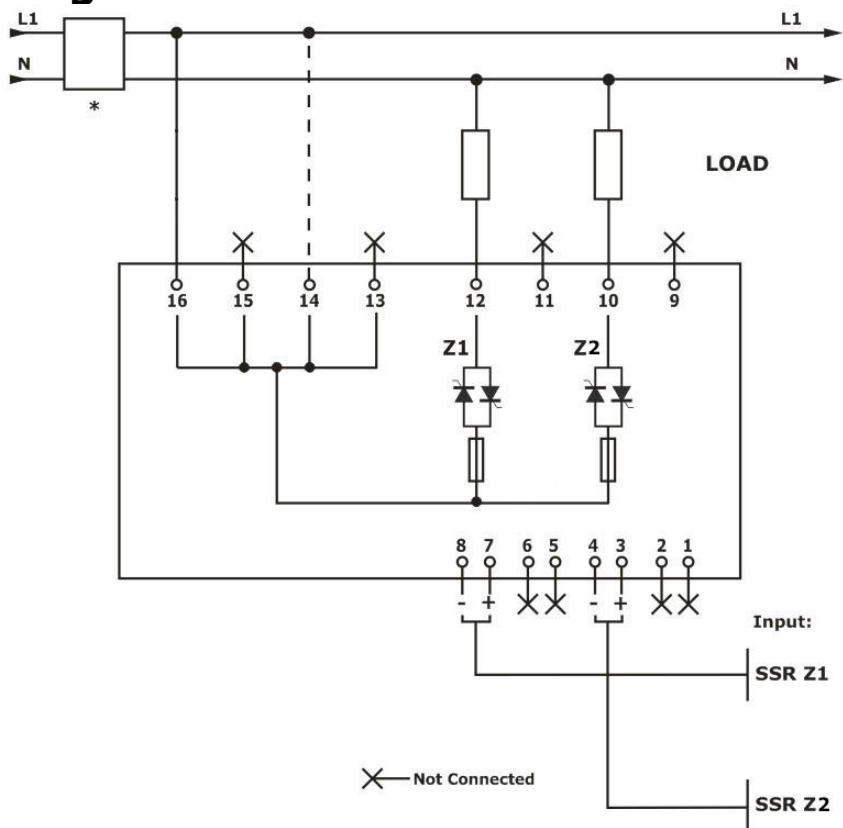 L1 L1
N N
*
LOAD
16 15 14 13 12 11 10 9
Z1 Z2
8 7 6 5 4 3 2 1
- + - +
Input:
SSR Z1
Not Connected
SSR Z2